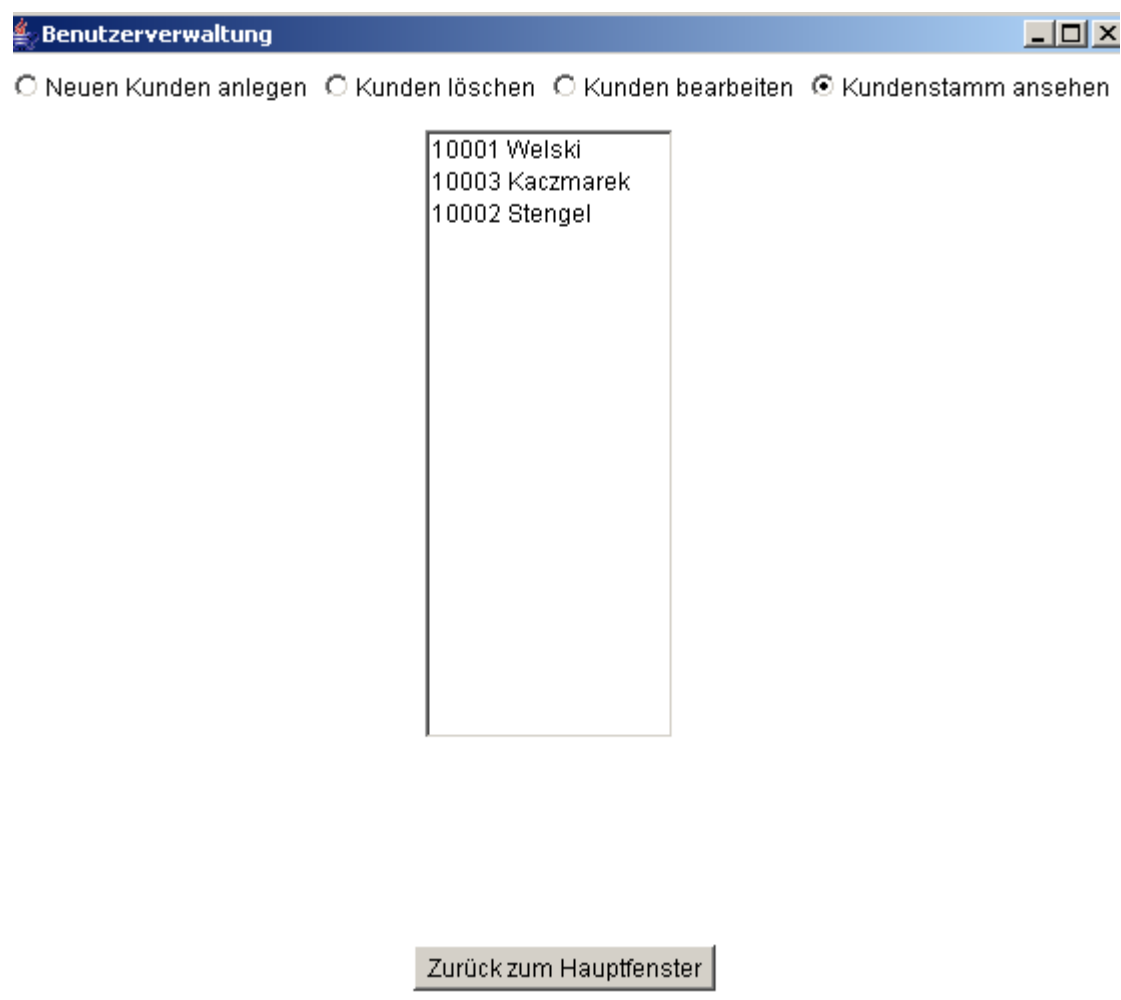 Benutzerverwaltung
Neuen Kunden anlegen Kunden löschen Kunden bearbeiten Kundenstamm ansehen
10001 Welski
10003 Kaczmarek
10002 Stengel
Zurück zum Hauptfenster